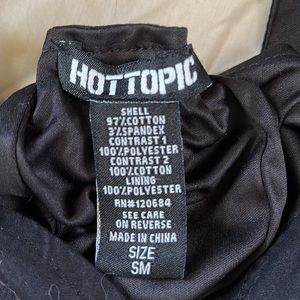 HOTTOPIC
SHELL
97%COTTON
3%SPANDEX
CONTRAST 1
100%POLYESTER
CONTRAST 2
100%COTTON
LINING
100%POLYESTER
RN#120684
SEE CARE
ON REVERSE
MADE IN CHINA
SIZE
SM